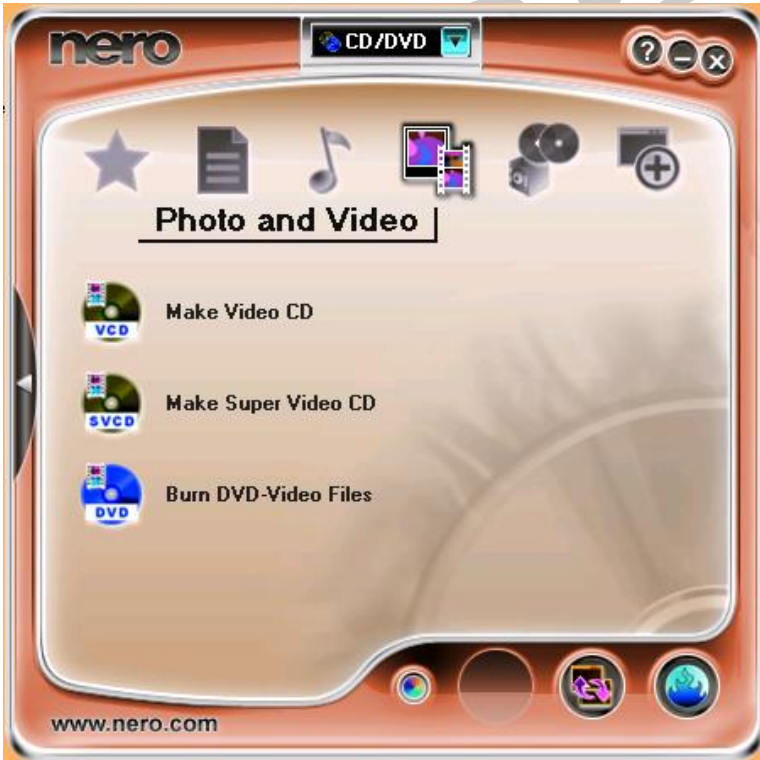 nero
CD/DVD
?
Photo and Video
VCD
Make Video CD
SVCD
Make Super Video CD
DVD
Burn DVD-Video Files
www.nero.com